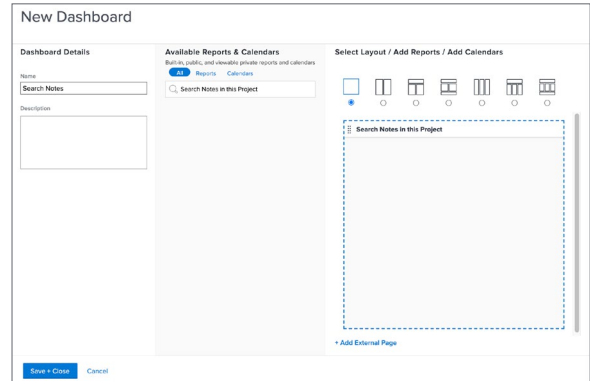 New Dashboard
Dashboard Details
Name
Search Notes
Description
Available Reports & Calendars
Built-in, public, and viewable private reports and calendars
All Reports Calendars
Search Notes in this Project
Select Layout / Add Reports / Add Calendars
Search Notes in this Project
+ Add External Page
Save + Close Cancel